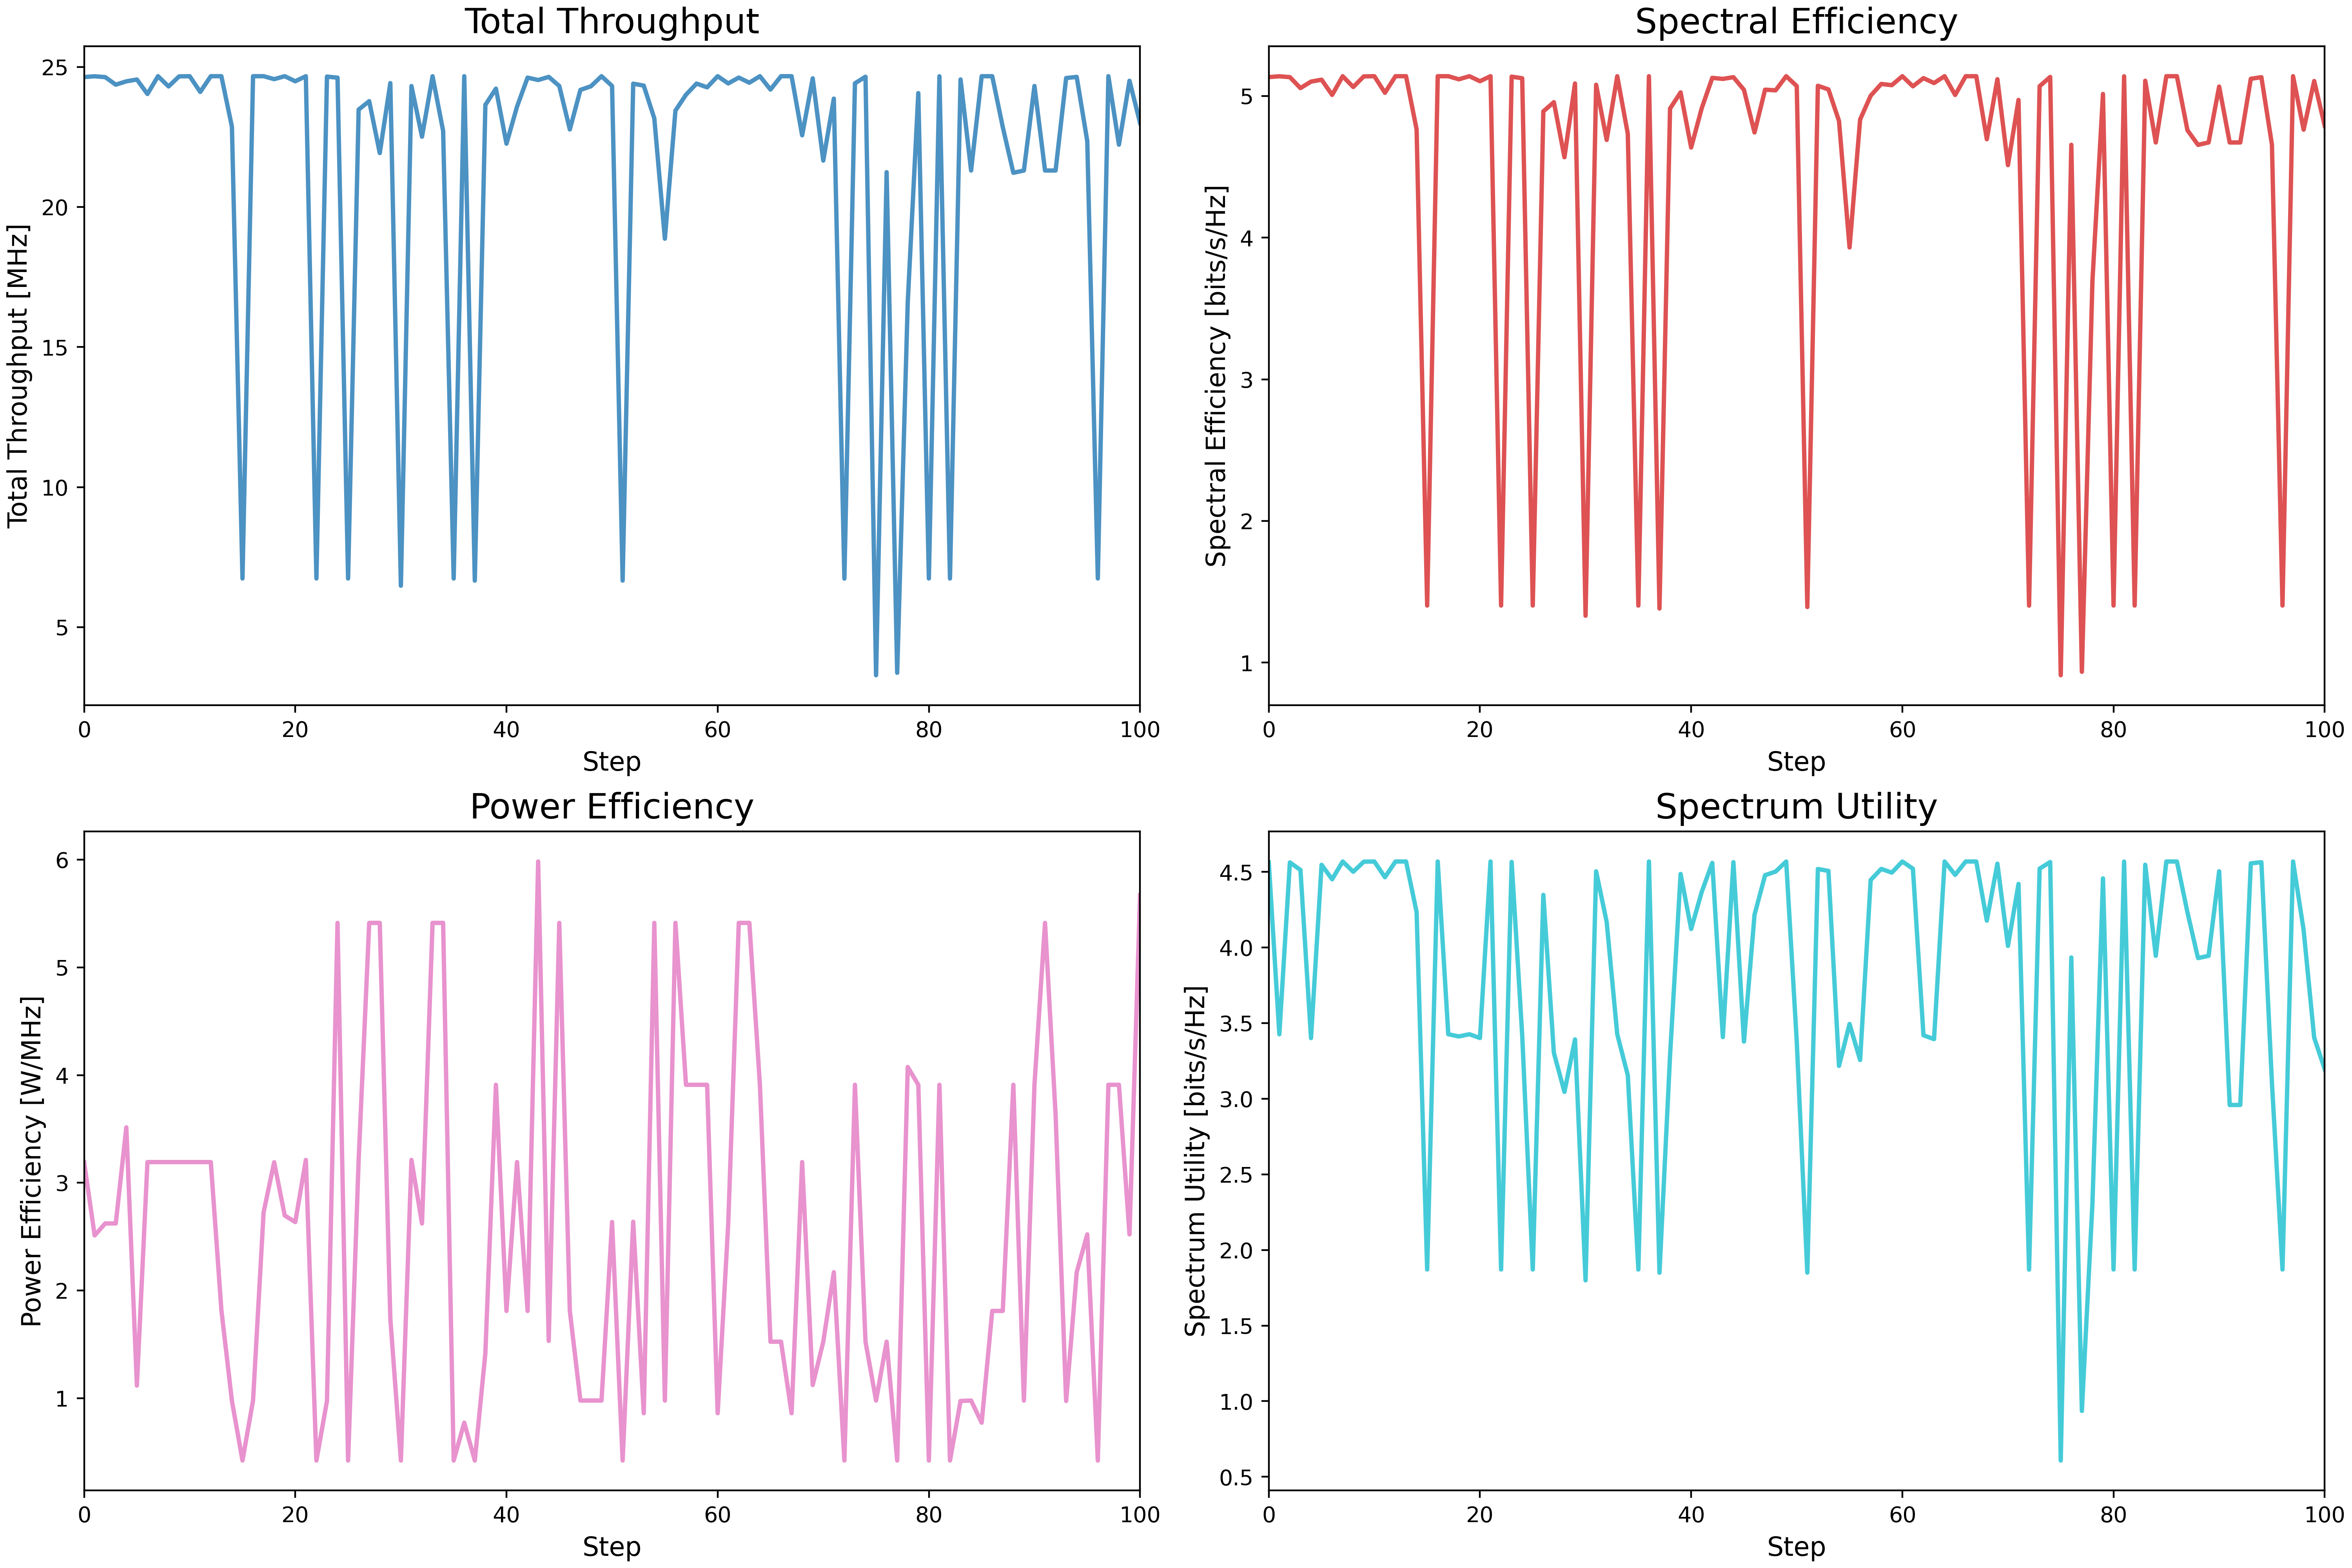 Total Throughput
Total Throughput [MHz]
25
20
15
10
5
0 20 40 60 80 100
Step
Spectral Efficiency
Spectral Efficiency [bits/s/Hz]
5
4
3
2
1
0 20 40 60 80 100
Step
Power Efficiency
Power Efficiency [W/MHz]
6
5
4
3
2
1
0 20 40 60 80 100
Step
Spectrum Utility
Spectrum Utility [bits/s/Hz]
4.5
4.0
3.5
3.0
2.5
2.0
1.5
1.0
0.5
0 20 40 60 80 100
Step